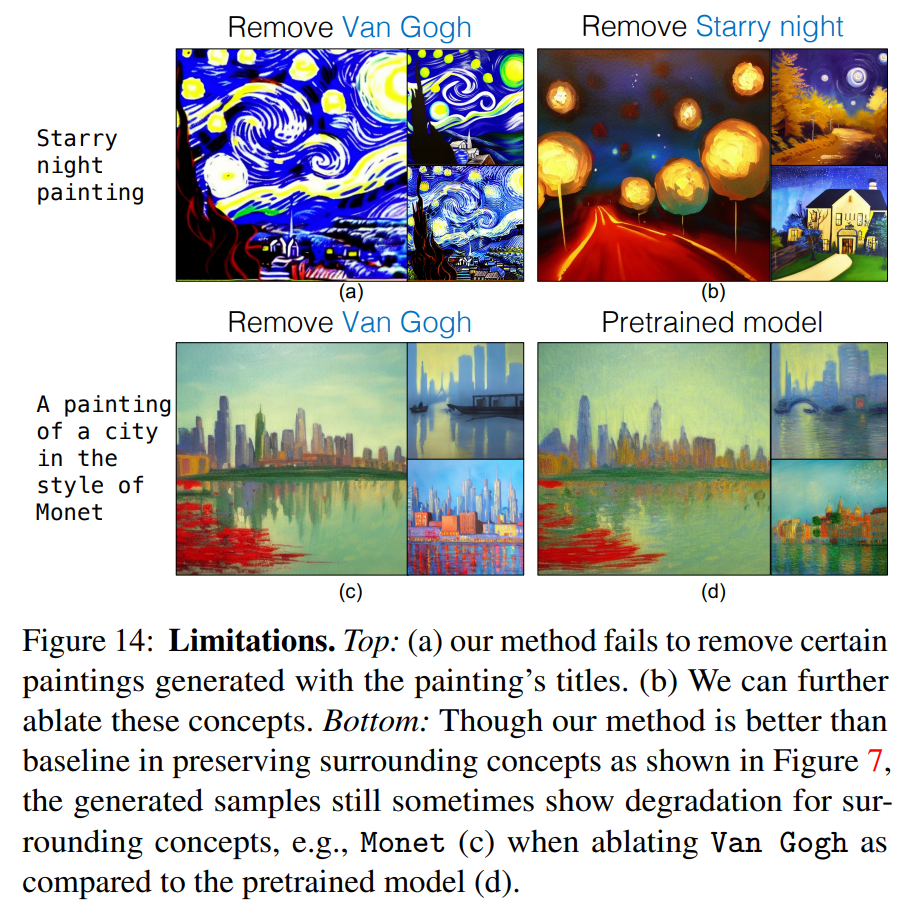 Remove Van Gogh
Remove Starry night
Starry
night
painting
(a)
(b)
Remove Van Gogh
Pretrained model
A painting
of a city
in the
style of
Monet
(c)
(d)
Figure 14: Limitations. Top: (a) our method fails to remove certain
paintings generated with the painting’s titles. (b) We can further
ablate these concepts. Bottom: Though our method is better than
baseline in preserving surrounding concepts as shown in Figure 7,
the generated samples still sometimes show degradation for sur-
rounding concepts, e.g., Monet (c) when ablating Van Gogh as
compared to the pretrained model (d).